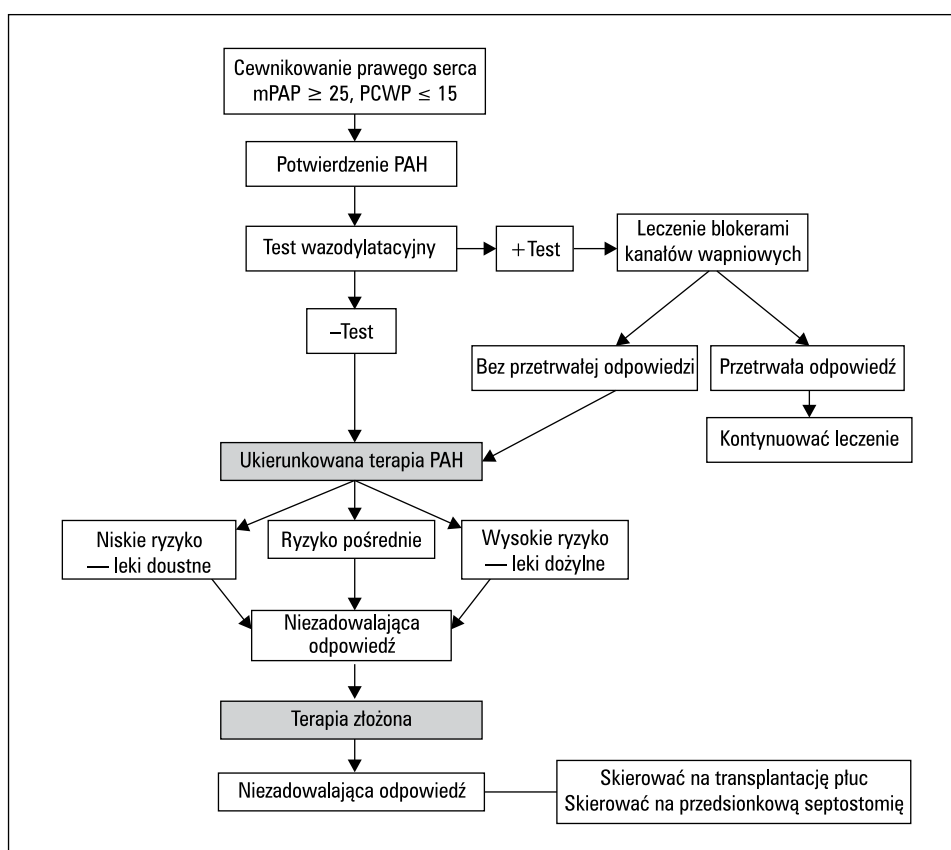 Cewnikowanie prawego serca
mPAP ≥ 25, PCWP ≤ 15
Potwierdzenie PAH
Test wazodylatacyjny
+Test
Leczenie blokerami
kanałów wapniowych
–Test
Bez przetrwałej odpowiedzi
Przetrwała odpowiedź
Kontynuować leczenie
Ukierunkowana terapia PAH
Niskie ryzyko
— leki doustne
Ryzyko pośrednie
Wysokie ryzyko
— leki dożylne
Niezadowalająca
odpowiedź
Terapia złożona
Niezadowalająca odpowiedź
Skierować na transplantację płuc
Skierować na przedsionkową septostomię